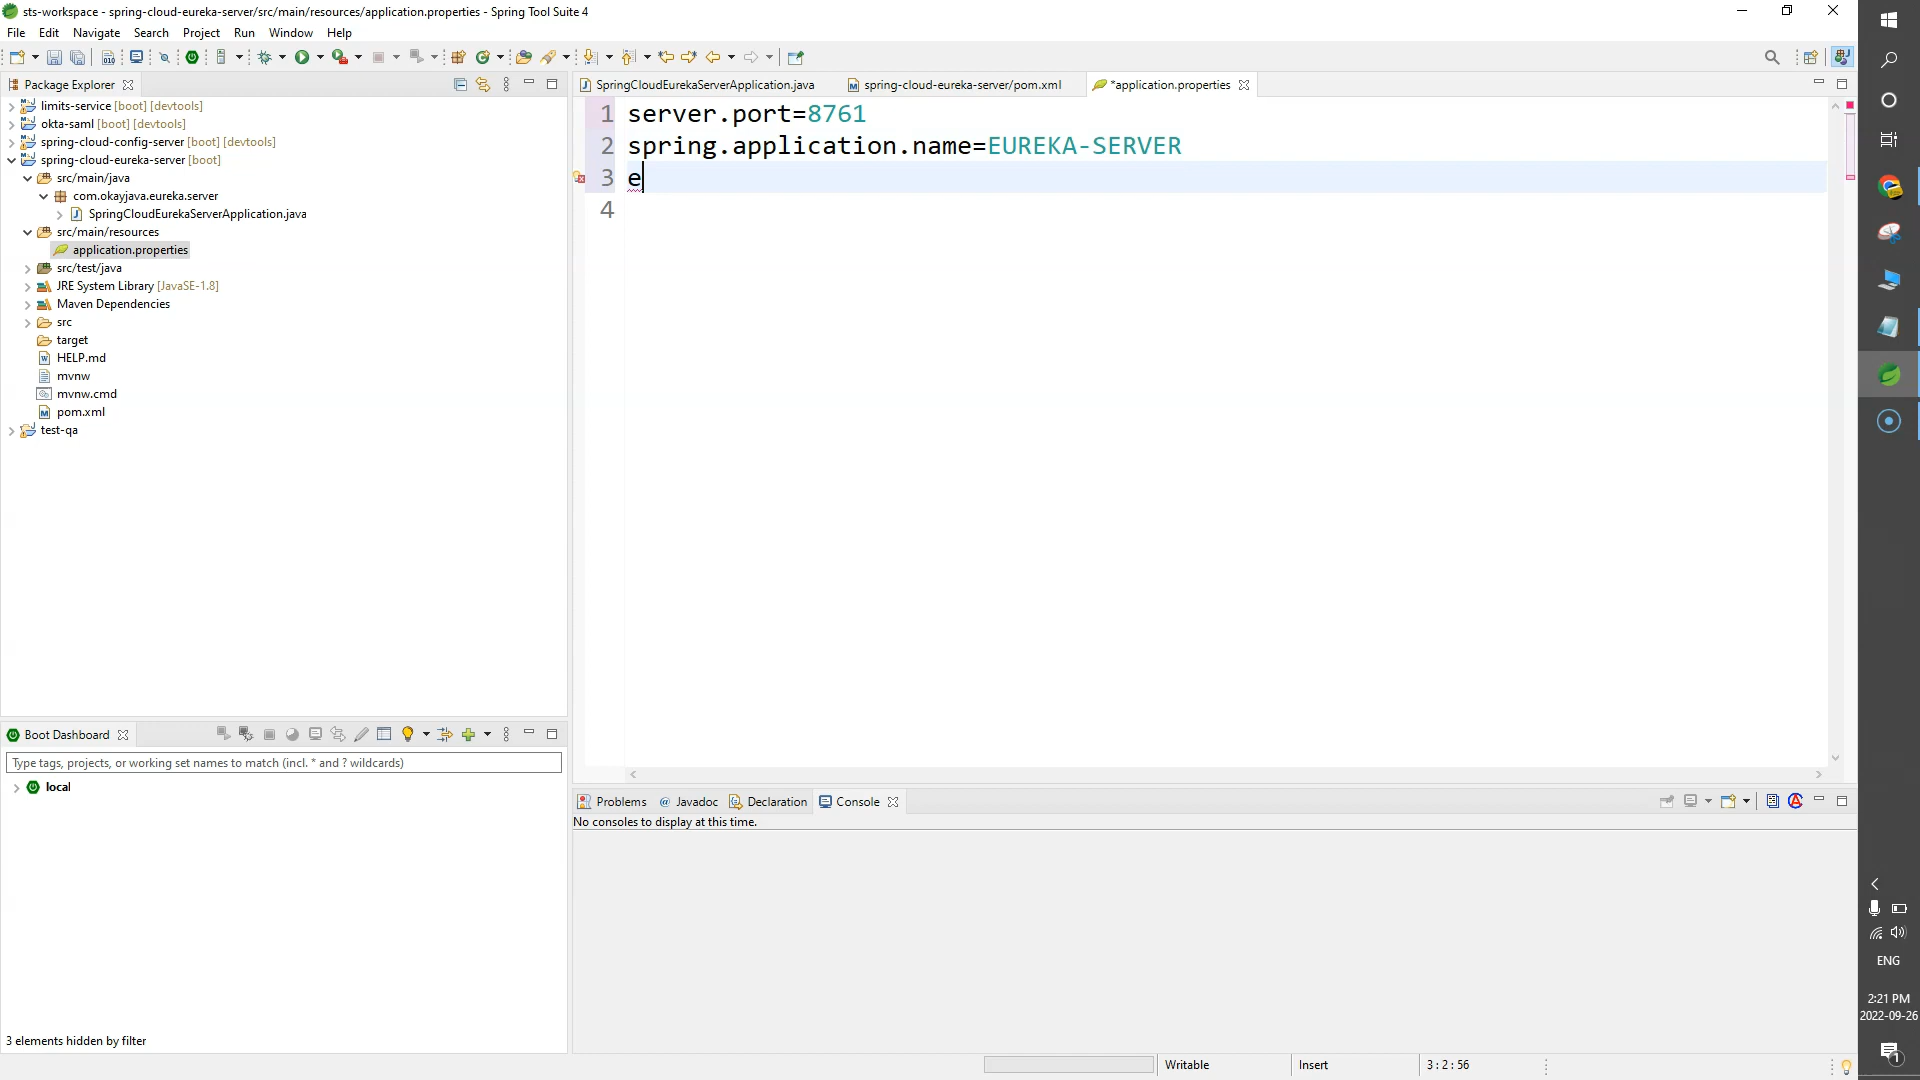 sts-workspace - spring-cloud-eureka-server/src/main/resources/application.properties - Spring Tool Suite 4
File Edit Navigate Search Project Run Window Help
Package Explorer
limits-service [boot] [devtools]
okta-saml [boot] [devtools]
spring-cloud-config-server [boot] [devtools]
spring-cloud-eureka-server [boot]
src/main/java
com.okayjava.eureka.server
SpringCloudEurekaServerApplication.java
src/main/resources
application.properties
src/test/java
JRE System Library [JavaSE-1.8]
Maven Dependencies
src
target
HELP.md
mvnw
mvnw.cmd
pom.xml
test-qa
SpringCloudEurekaServerApplication.java spring-cloud-eureka-server/pom.xml *application.properties
1 server.port=8761
2 spring.application.name=EUREKA-SERVER
3 e
4
Boot Dashboard
Type tags, projects, or working set names to match (incl. * and ? wildcards)
local
3 elements hidden by filter
Problems @ Javadoc Declaration Console
No consoles to display at this time.
Writable Insert 3 : 2 : 56
ENG
2:21 PM
2022-09-26
1